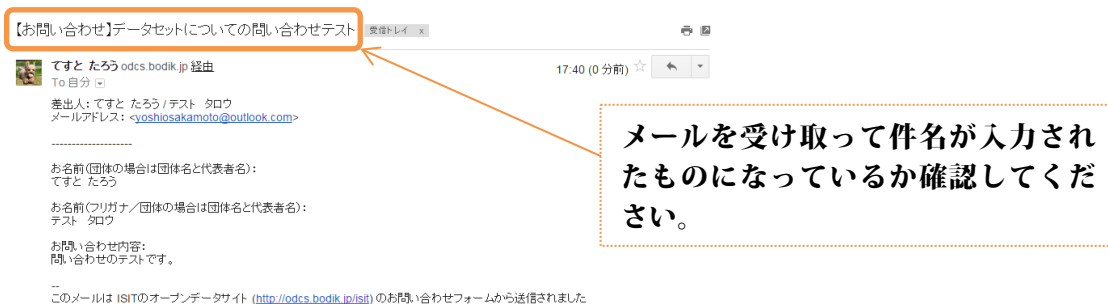 【お問い合わせ】データセットについての問い合わせテスト 受信トレイ x
てすと たろう odcs.bodik.jp 経由
17:40 (0 分前)
To 自分
差出人: てすと たろう / テスト タロウ
メールアドレス: <yoshiosakamoto@outlook.com>
--------------------
お名前(団体の場合は団体名と代表者名):
てすと たろう
お名前(フリガナ／団体の場合は団体名と代表者名):
テスト タロウ
お問い合わせ内容:
問い合わせのテストです。
--
このメールは ISITのオープンデータサイト (http://odcs.bodik.jp/isit) のお問い合わせフォームから送信されました
メールを受け取って件名が入力され
たものになっているか確認してくだ
さい。